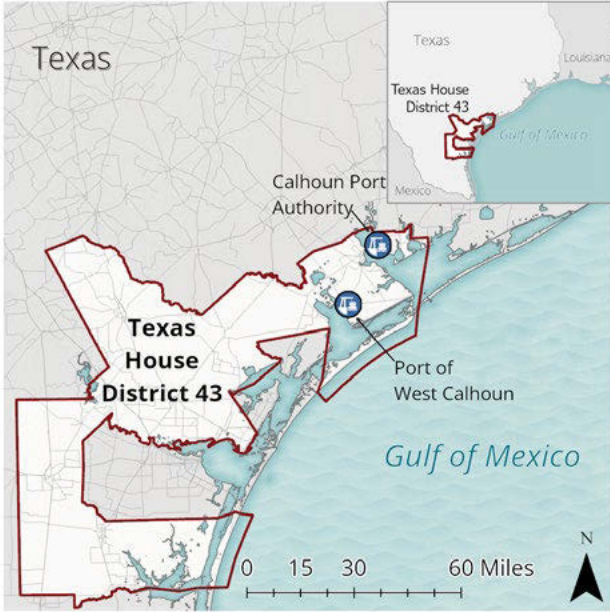 Texas
Texas
Louisiana
Texas House
District 43
Gulf of Mexico
Mexico
Calhoun Port
Authority
Texas
House
District 43
Port of
West Calhoun
Gulf of Mexico
N
0 15 30 60 Miles